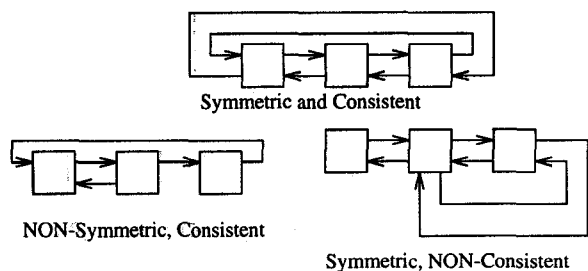 Symmetric and Consistent
NON-Symmetric, Consistent
Symmetric, NON-Consistent